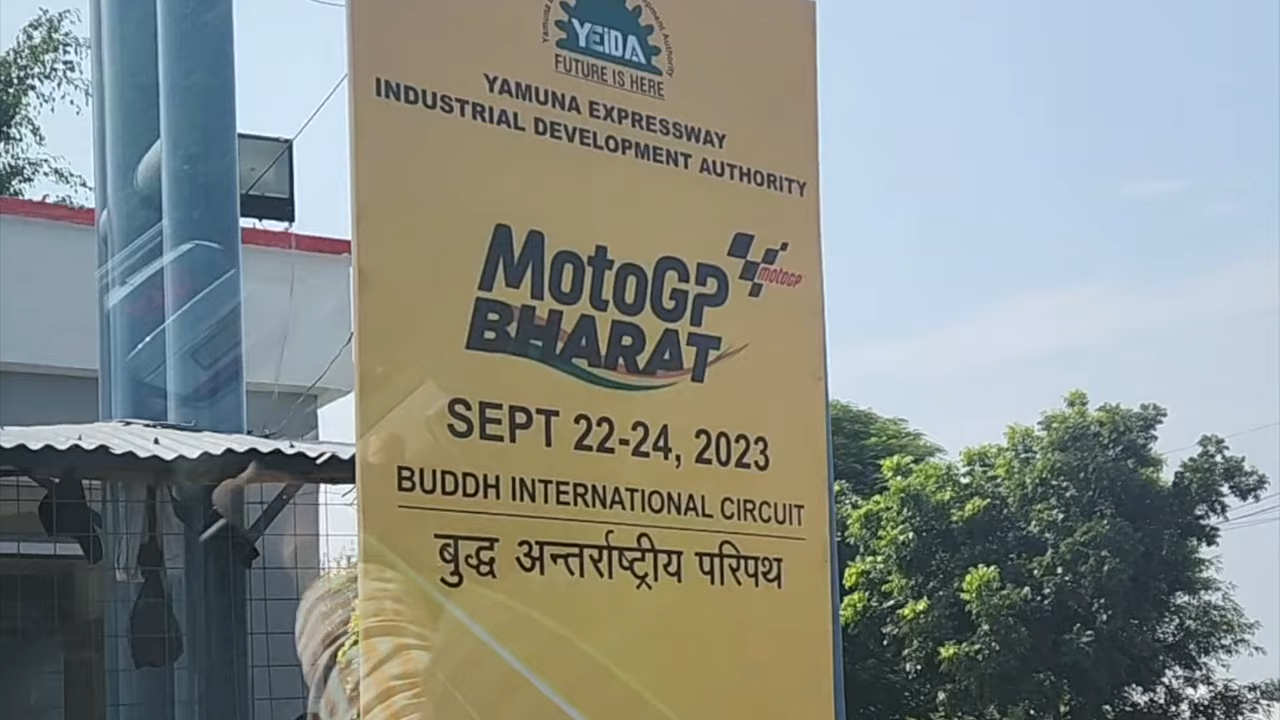 YEIDA
FUTURE IS HERE
YAMUNA EXPRESSWAY
INDUSTRIAL DEVELOPMENT AUTHORITY
MotoGP
motoGP
BHARAT
SEPT 22-24, 2023
BUDDH INTERNATIONAL CIRCUIT
बुद्ध अन्तर्राष्ट्रीय परिपथ